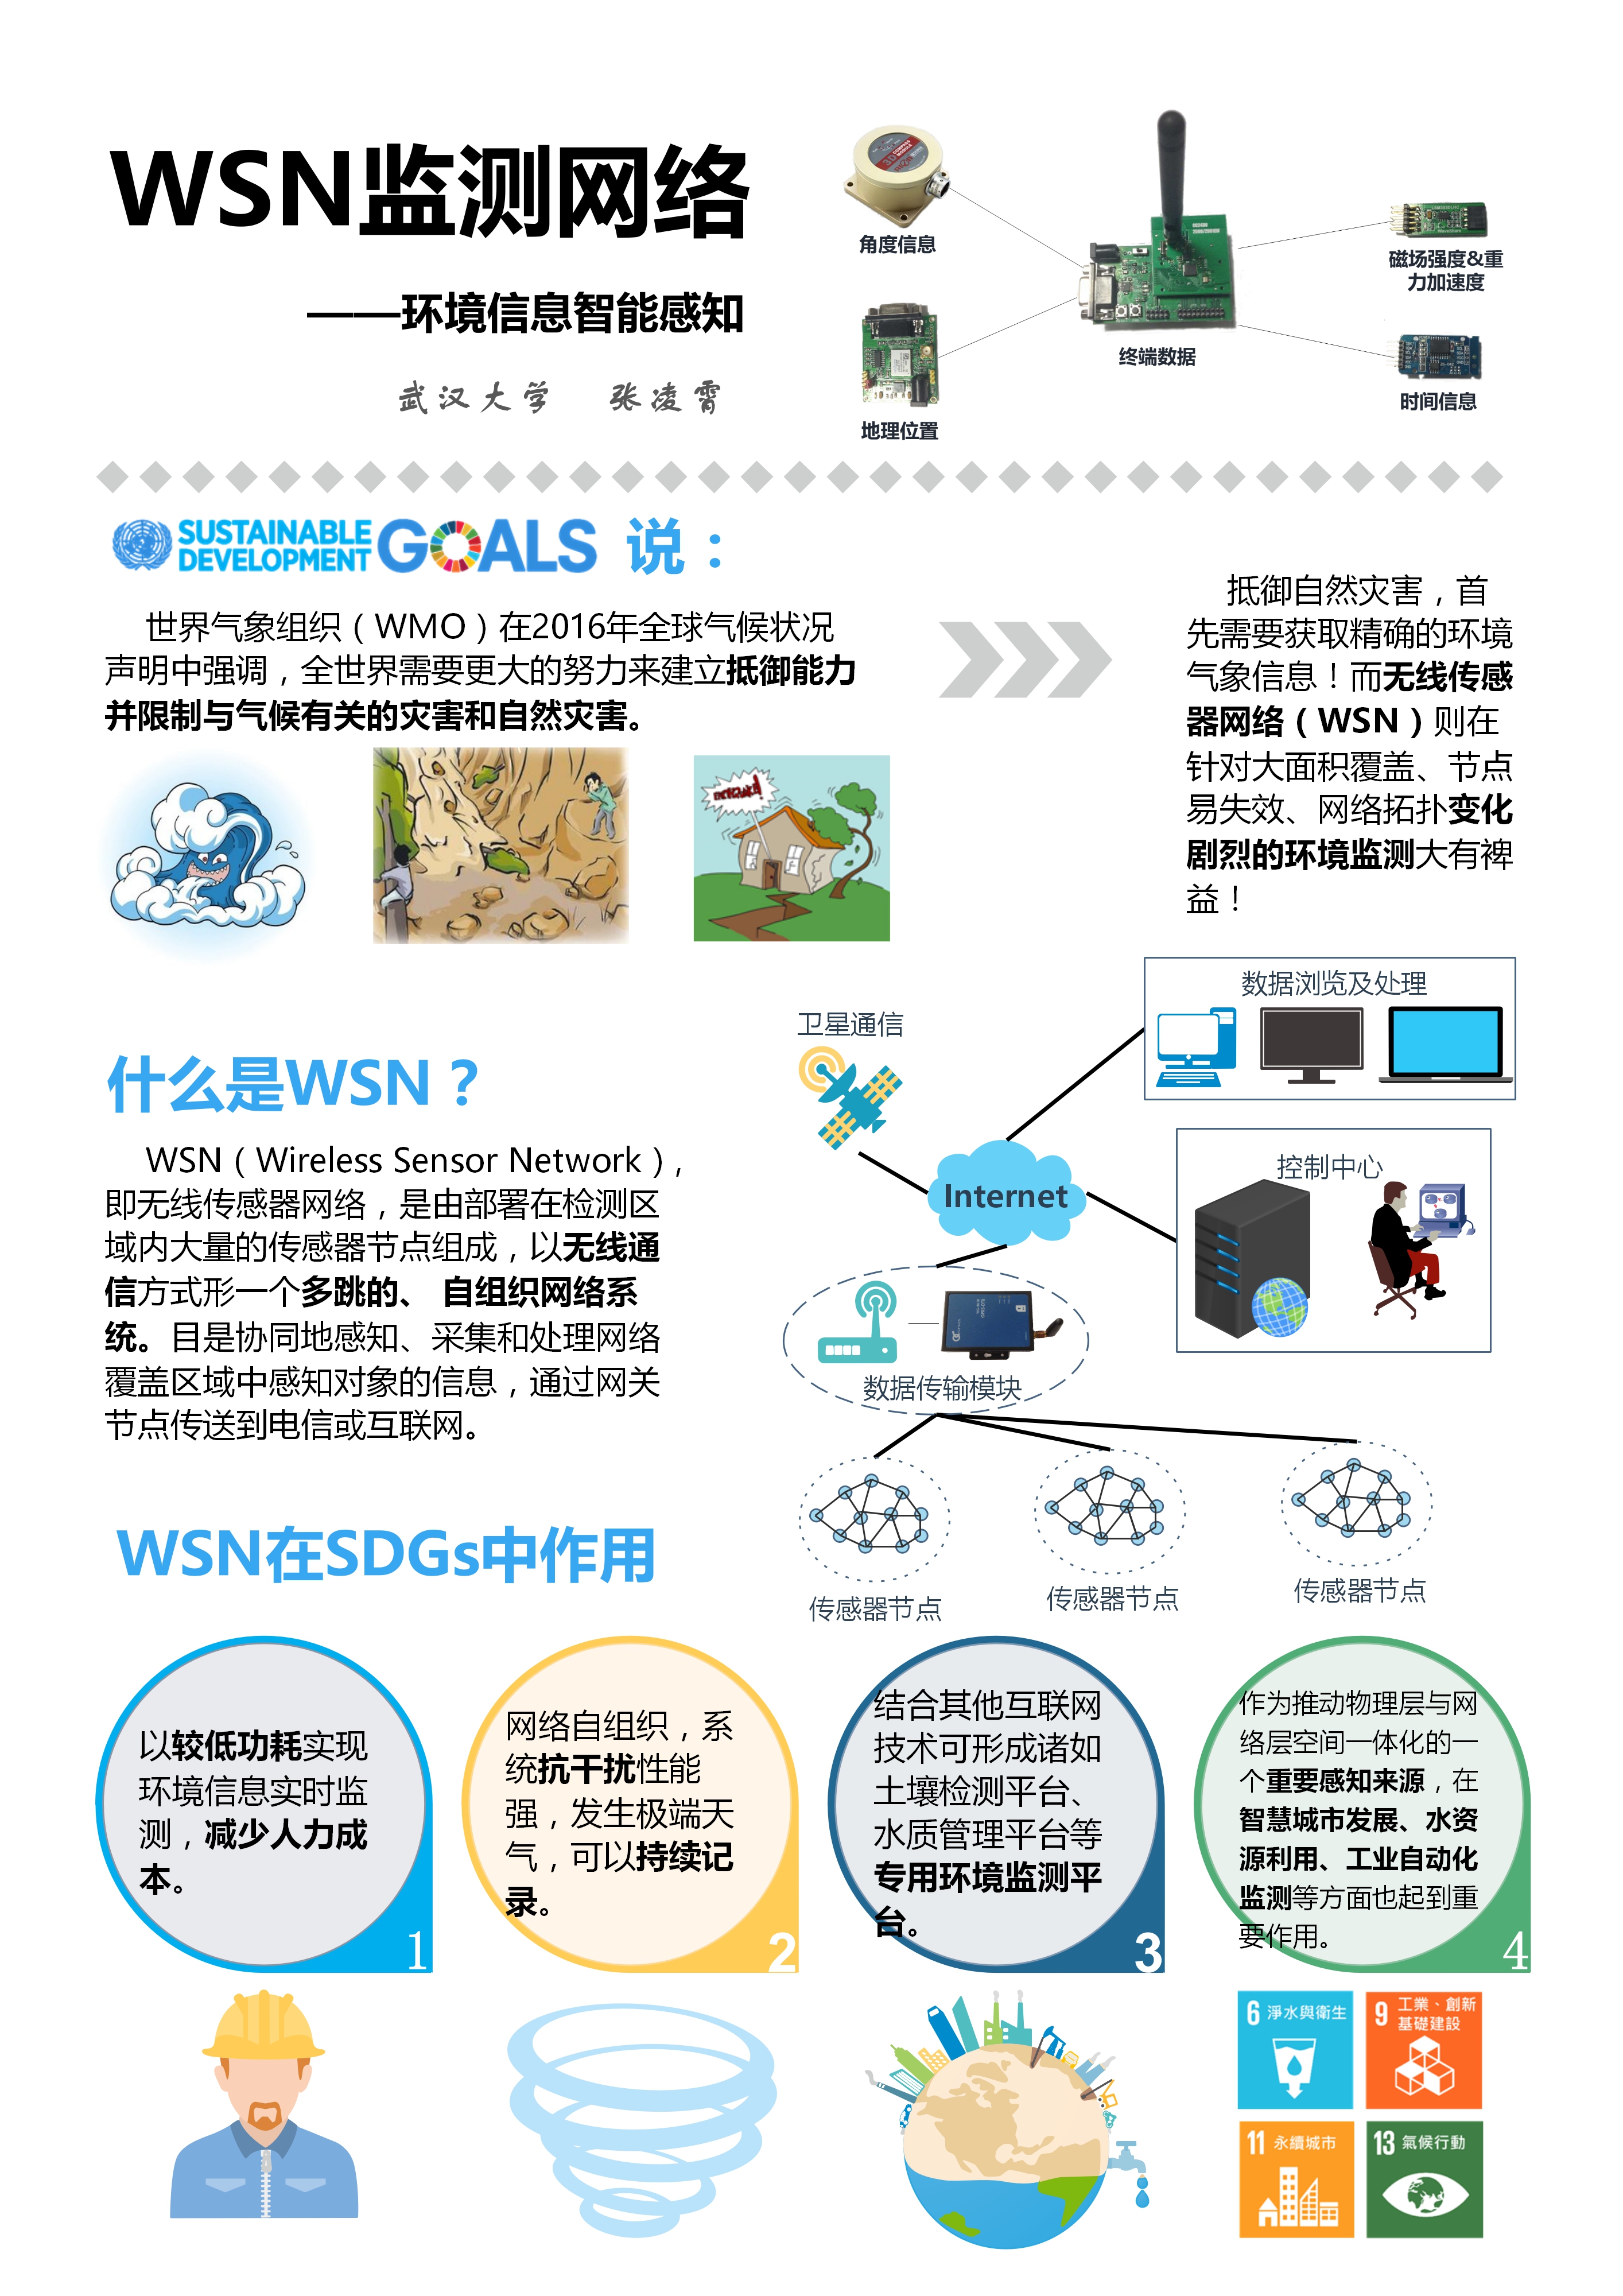 WSN监测网络
——环境信息智能感知
武汉大学 张凌霄
角度信息
地理位置
终端数据
磁场强度&重
力加速度
时间信息
SUSTAINABLE
DEVELOPMENT
GOALS 说：
世界气象组织（WMO）在2016年全球气候状况
声明中强调，全世界需要更大的努力来建立抵御能力
并限制与气候有关的灾害和自然灾害。
抵御自然灾害，首
先需要获取精确的环境
气象信息！而无线传感
器网络（WSN）则在
针对大面积覆盖、节点
易失效、网络拓扑变化
剧烈的环境监测大有裨
益！
什么是WSN？
WSN（Wireless Sensor Network），
即无线传感器网络，是由部署在检测区
域内大量的传感器节点组成，以无线通
信方式形一个多跳的、 自组织网络系
统。目是协同地感知、采集和处理网络
覆盖区域中感知对象的信息，通过网关
节点传送到电信或互联网。
卫星通信
数据浏览及处理
Internet
控制中心
数据传输模块
传感器节点
传感器节点
传感器节点
WSN在SDGs中作用
以较低功耗实现
环境信息实时监
测，减少人力成
本。
1
网络自组织，系
统抗干扰性能
强，发生极端天
气，可以持续记
录。
2
结合其他互联网
技术可形成诸如
土壤检测平台、
水质管理平台等
专用环境监测平
台。
3
作为推动物理层与网
络层空间一体化的一
个重要感知来源，在
智慧城市发展、水资
源利用、工业自动化
监测等方面也起到重
要作用。
4
6 淨水與衛生
9 工業、創新
基礎建設
11 永續城市
13 氣候行動